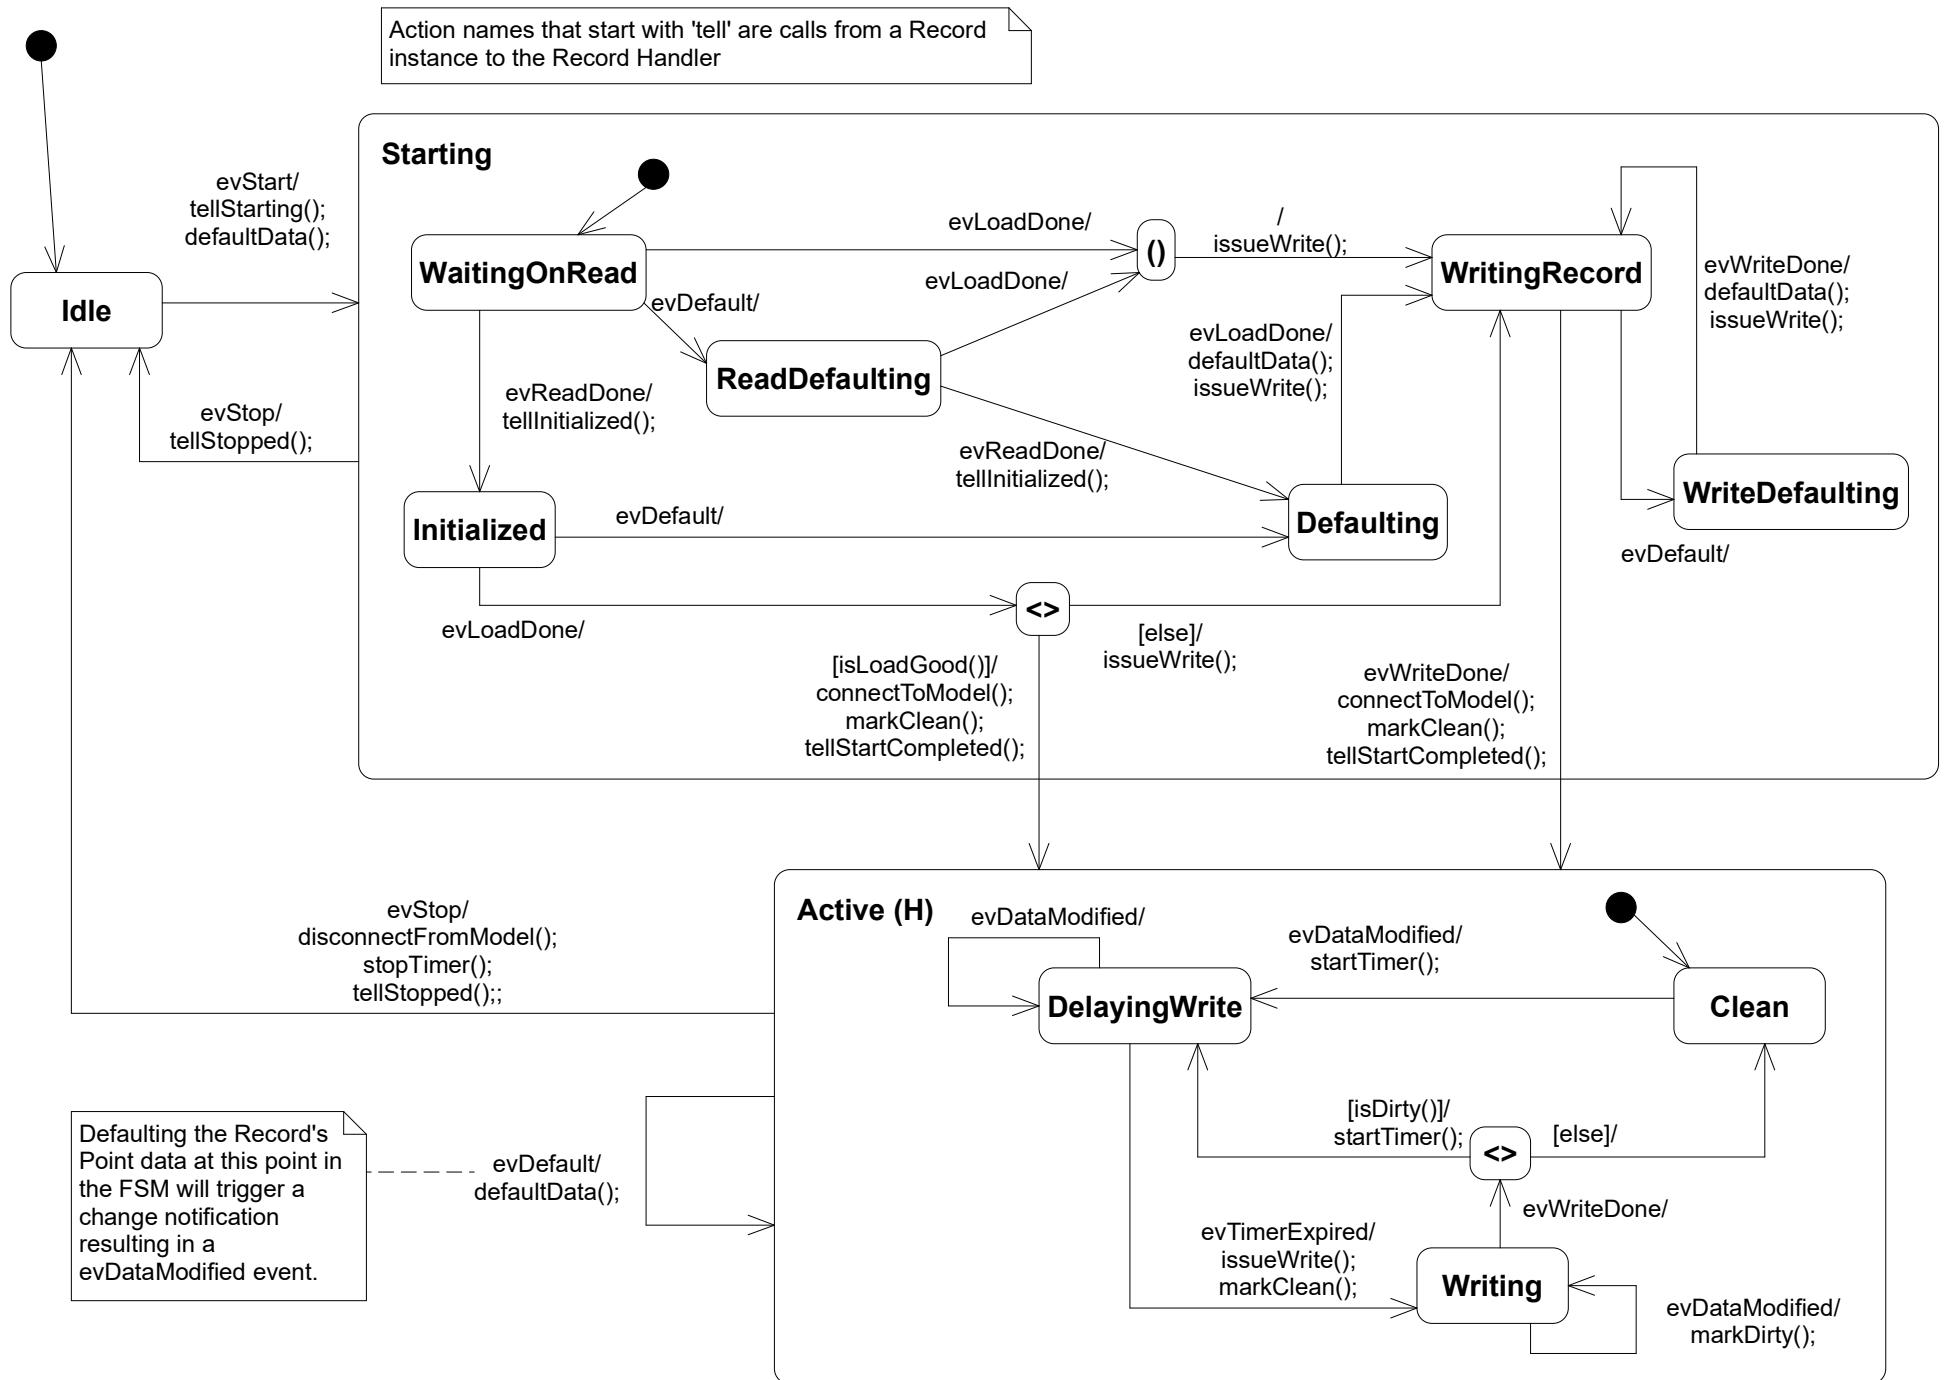 Action names that start with 'tell' are calls from a Record
instance to the Record Handler
Starting
evStart/
tellStarting();
defaultData();
Idle
evStop/
tellStopped();
WaitingOnRead
evLoadDone/
()
/
issueWrite();
WritingRecord
evLoadDone/
evDefault/
ReadDefaulting
evReadDone/
tellInitialized();
evLoadDone/
defaultData();
issueWrite();
evWriteDone/
defaultData();
issueWrite();
evReadDone/
tellInitialized();
Initialized
evDefault/
Defaulting
WriteDefaulting
evDefault/
evLoadDone/
<>
[else]/
issueWrite();
[isLoadGood()]/
connectToModel();
markClean();
tellStartCompleted();
evWriteDone/
connectToModel();
markClean();
tellStartCompleted();
evStop/
disconnectFromModel();
stopTimer();
tellStopped();;
Active (H)
evDataModified/
DelayingWrite
evDataModified/
startTimer();
Clean
[isDirty()]/
startTimer();
<>
[else]/
evWriteDone/
evTimerExpired/
issueWrite();
markClean();
Writing
evDataModified/
markDirty();
Defaulting the Record's
Point data at this point in
the FSM will trigger a
change notification
resulting in a
evDataModified event.
evDefault/
defaultData();